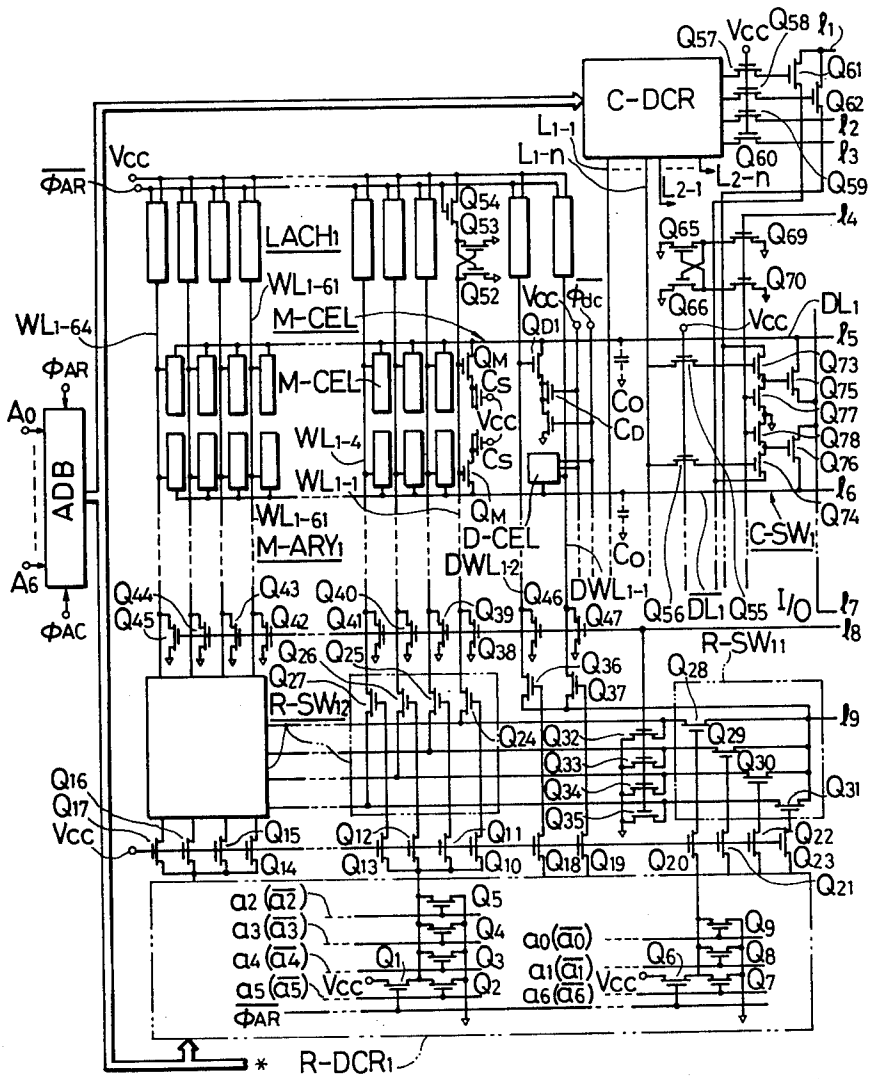 VCC Q58 l1
Q57
Q61
C-DCR
Q62
l2
L1-1
l3
VCC
L1-n
Q60
L2-n
φAR
L2-1
Q59
Q54
Q53
l4
LACH1
Q65
Q69
Q52
Q70
WL1-61
VCC φdc
Q66
WL1-64
M-CEL
QD1
VCC
DL1
l5
φAR
QM
Q73
M-CEL
CS
Q75
A0
CO
WL1-4
VCC
CD
Q77
Q78
ADB
WL1-1
CS
Q76
l6
WL1-61
QM
Q74
M-ARY1
D-CEL
C-SW1
A6
CO
DWL1-2
DWL1-1
Q44 Q43 Q40 Q39 Q46
Q56 DL1 Q55 I/O l7
φAC
Q45 Q42 Q41 Q38 Q47
l8
Q26 Q25
R-SW11
Q27
Q36
Q28
R-SW12
Q37
l9
Q24
Q32
Q29
Q33
Q30
Q16
Q34
Q31
Q17
Q35
VCC
Q15 Q12 Q11
Q22
Q14 Q13 Q10 Q18 Q19 Q20
Q23
Q21
a2(a̅2̅) Q5
a3(a̅3̅) Q4
a0(a̅0̅) Q9
a4(a̅4̅) Q1 Q3
a1(a̅1̅) Q6 Q8
a5(a̅5̅) VCC Q2
VCC a6(a̅6̅) Q7
φAR
* R-DCR1